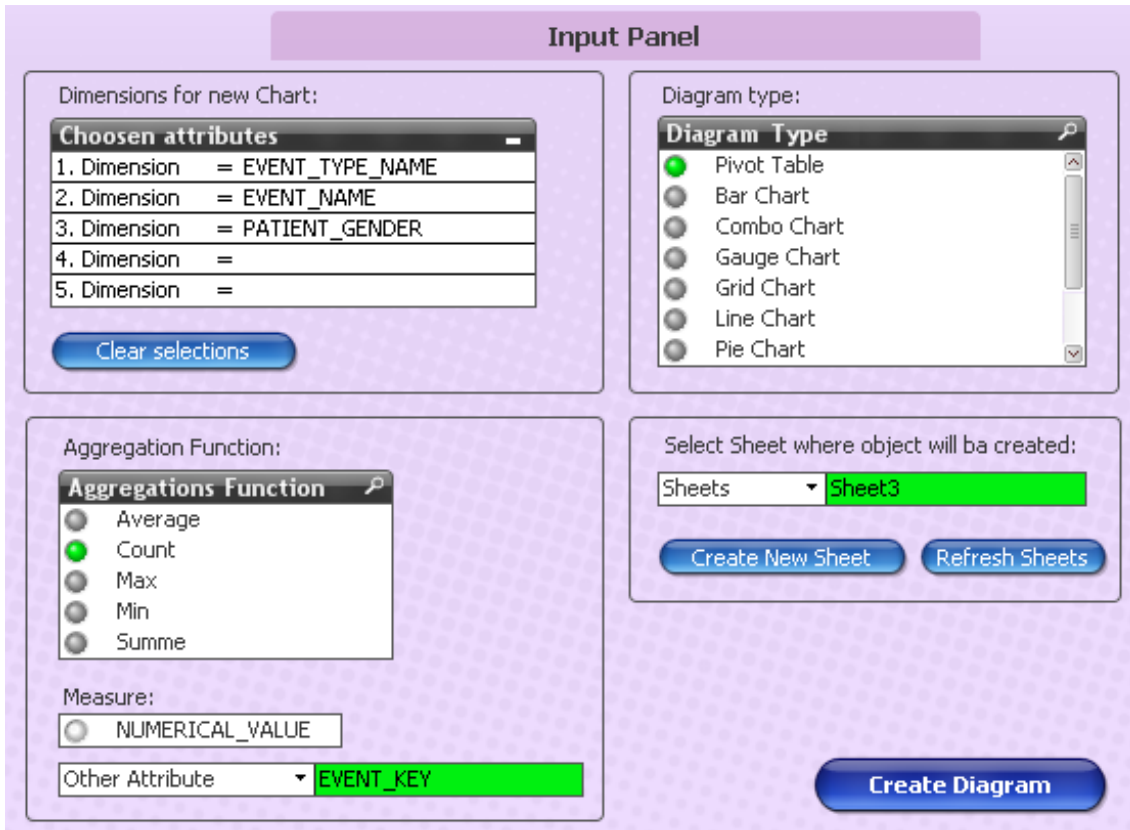 Input Panel
Dimensions for new Chart:
Choosen attributes
1. Dimension = EVENT_TYPE_NAME
2. Dimension = EVENT_NAME
3. Dimension = PATIENT_GENDER
4. Dimension =
5. Dimension =
Clear selections
Diagram type:
Diagram Type
Pivot Table
Bar Chart
Combo Chart
Gauge Chart
Grid Chart
Line Chart
Pie Chart
Aggregation Function:
Aggregations Function
Average
Count
Max
Min
Summe
Measure:
NUMERICAL_VALUE
Other Attribute EVENT_KEY
Select Sheet where object will ba created:
Sheets Sheet3
Create New Sheet Refresh Sheets
Create Diagram